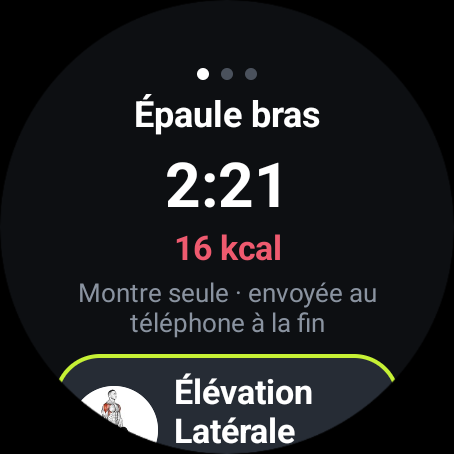 Épaule bras
2:21
16 kcal
Montre seule · envoyée au
téléphone à la fin
Élévation
Latérale